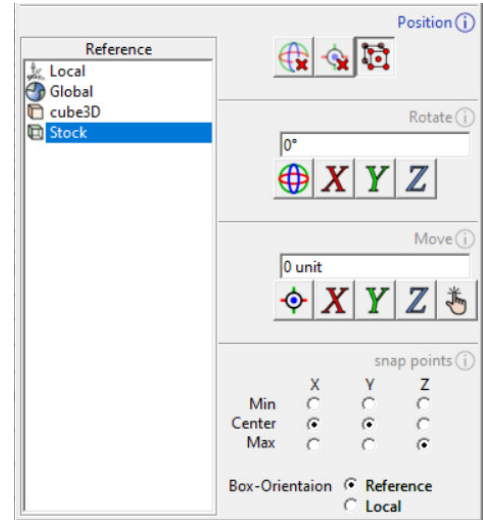 Position i
Reference
Local
Global
cube3D
Stock
Rotate i
0°
X Y Z
Move i
0 unit
X Y Z
snap points i
X Y Z
Min
Center
Max
Box-Orientaion Reference
Local